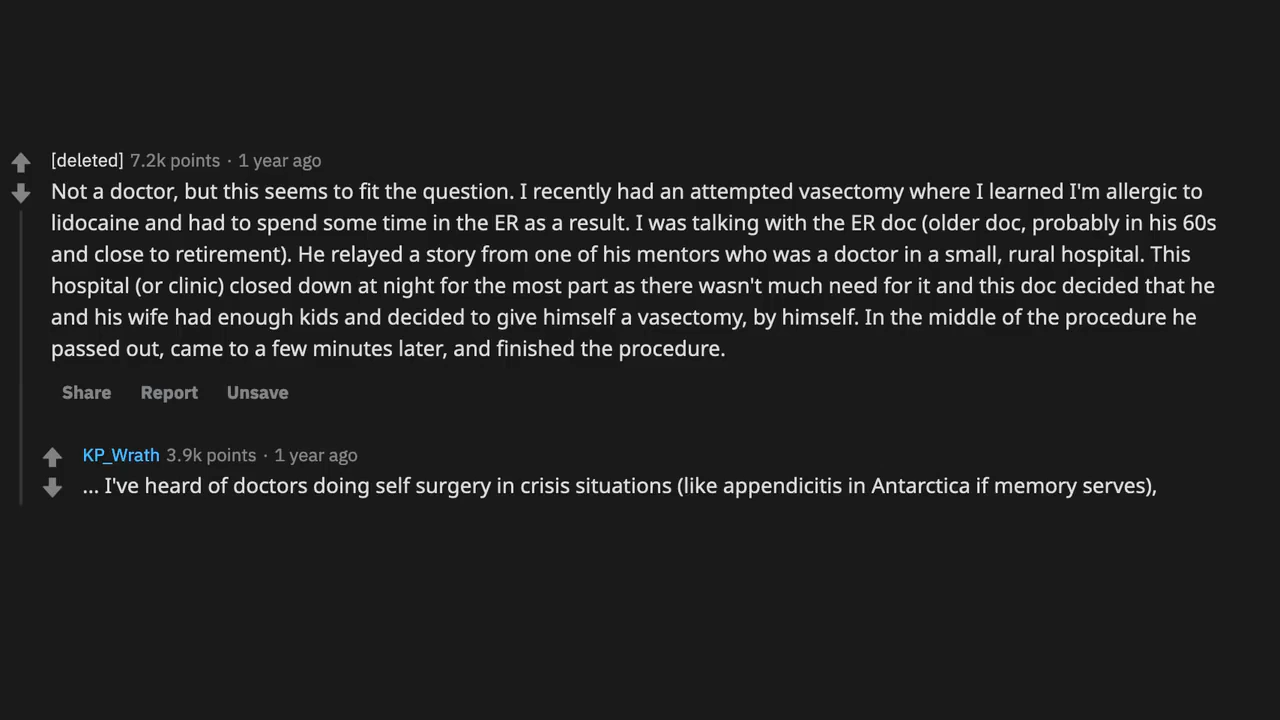 [deleted] 7.2k points · 1 year ago
Not a doctor, but this seems to fit the question. I recently had an attempted vasectomy where I learned I'm allergic to
lidocaine and had to spend some time in the ER as a result. I was talking with the ER doc (older doc, probably in his 60s
and close to retirement). He relayed a story from one of his mentors who was a doctor in a small, rural hospital. This
hospital (or clinic) closed down at night for the most part as there wasn't much need for it and this doc decided that he
and his wife had enough kids and decided to give himself a vasectomy, by himself. In the middle of the procedure he
passed out, came to a few minutes later, and finished the procedure.
Share Report Unsave
KP_Wrath 3.9k points · 1 year ago
... I've heard of doctors doing self surgery in crisis situations (like appendicitis in Antarctica if memory serves),